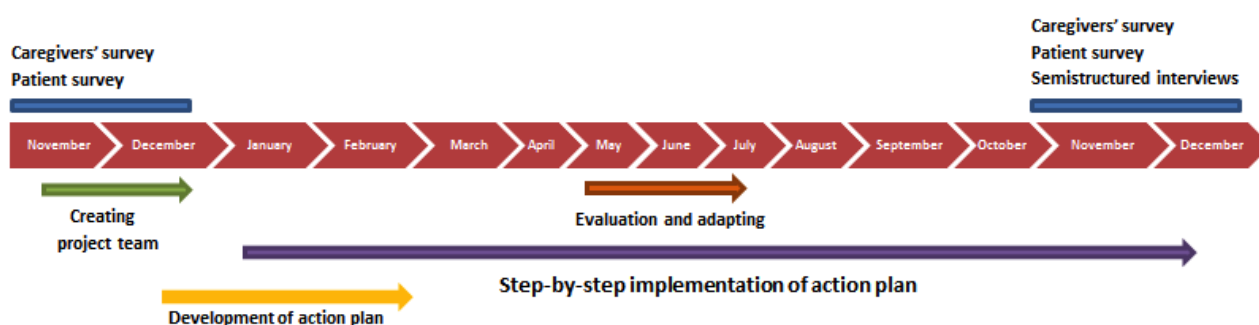 Caregivers' survey
Patient survey
Caregivers' survey
Patient survey
Semistructured interviews
November December January February March April May June July August September October November December
Creating
project team
Evaluation and adapting
Step-by-step implementation of action plan
Development of action plan